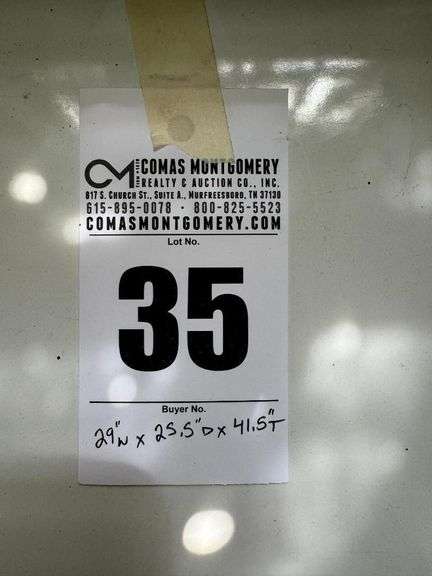 COMAS MONTGOMERY
REALTY & AUCTION CO., INC.
817 S. CHURCH ST., SUITE A., MURFREESBORO, TN 37130
615-895-0078 · 800-825-5523
COMASMONTGOMERY.COM
Lot No.
35
Buyer No.
29"W x 25.5"D x 41.5"T